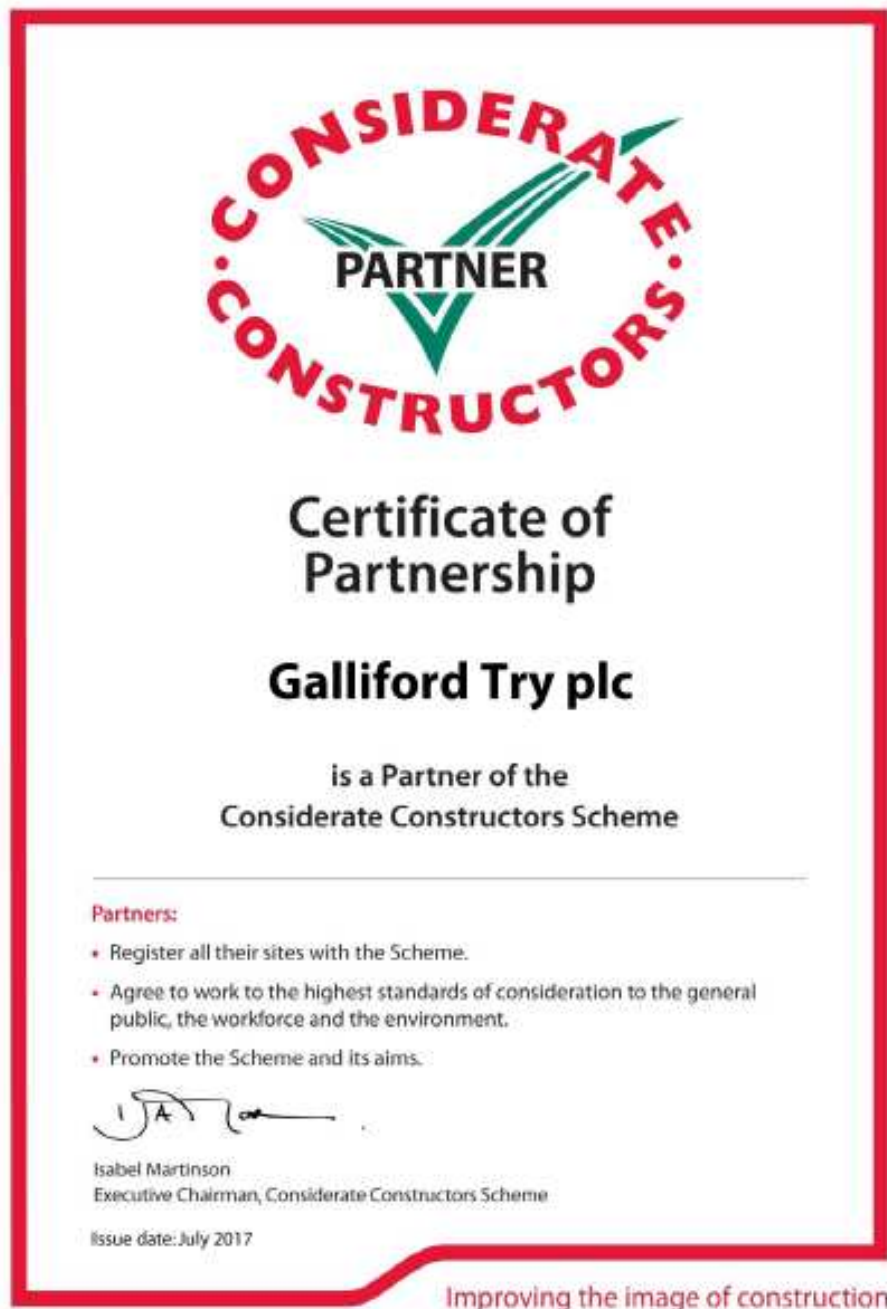 CONSIDERATE
PARTNER
· CONSTRUCTORS ·
Certificate of
Partnership
Galliford Try plc
is a Partner of the
Considerate Constructors Scheme
Partners:
• Register all their sites with the Scheme.
• Agree to work to the highest standards of consideration to the general
public, the workforce and the environment.
• Promote the Scheme and its aims.
Isabel Martinson
Executive Chairman, Considerate Constructors Scheme
Issue date: July 2017
Improving the image of construction